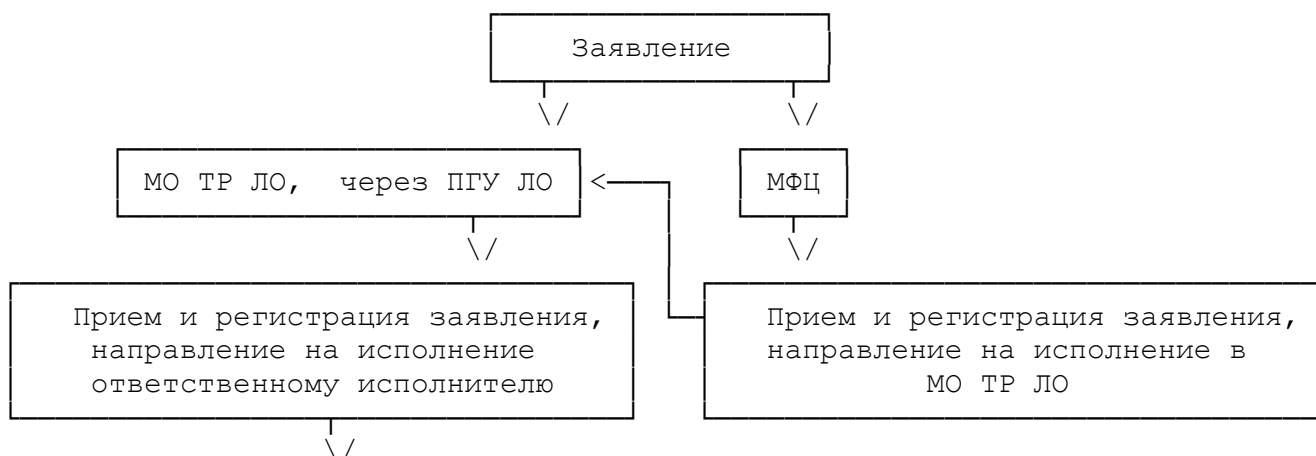 Заявление
МО ТР ЛО, через ПГУ ЛО
МФЦ
Прием и регистрация заявления,
направление на исполнение
ответственному исполнителю
Прием и регистрация заявления,
направление на исполнение в
МО ТР ЛО